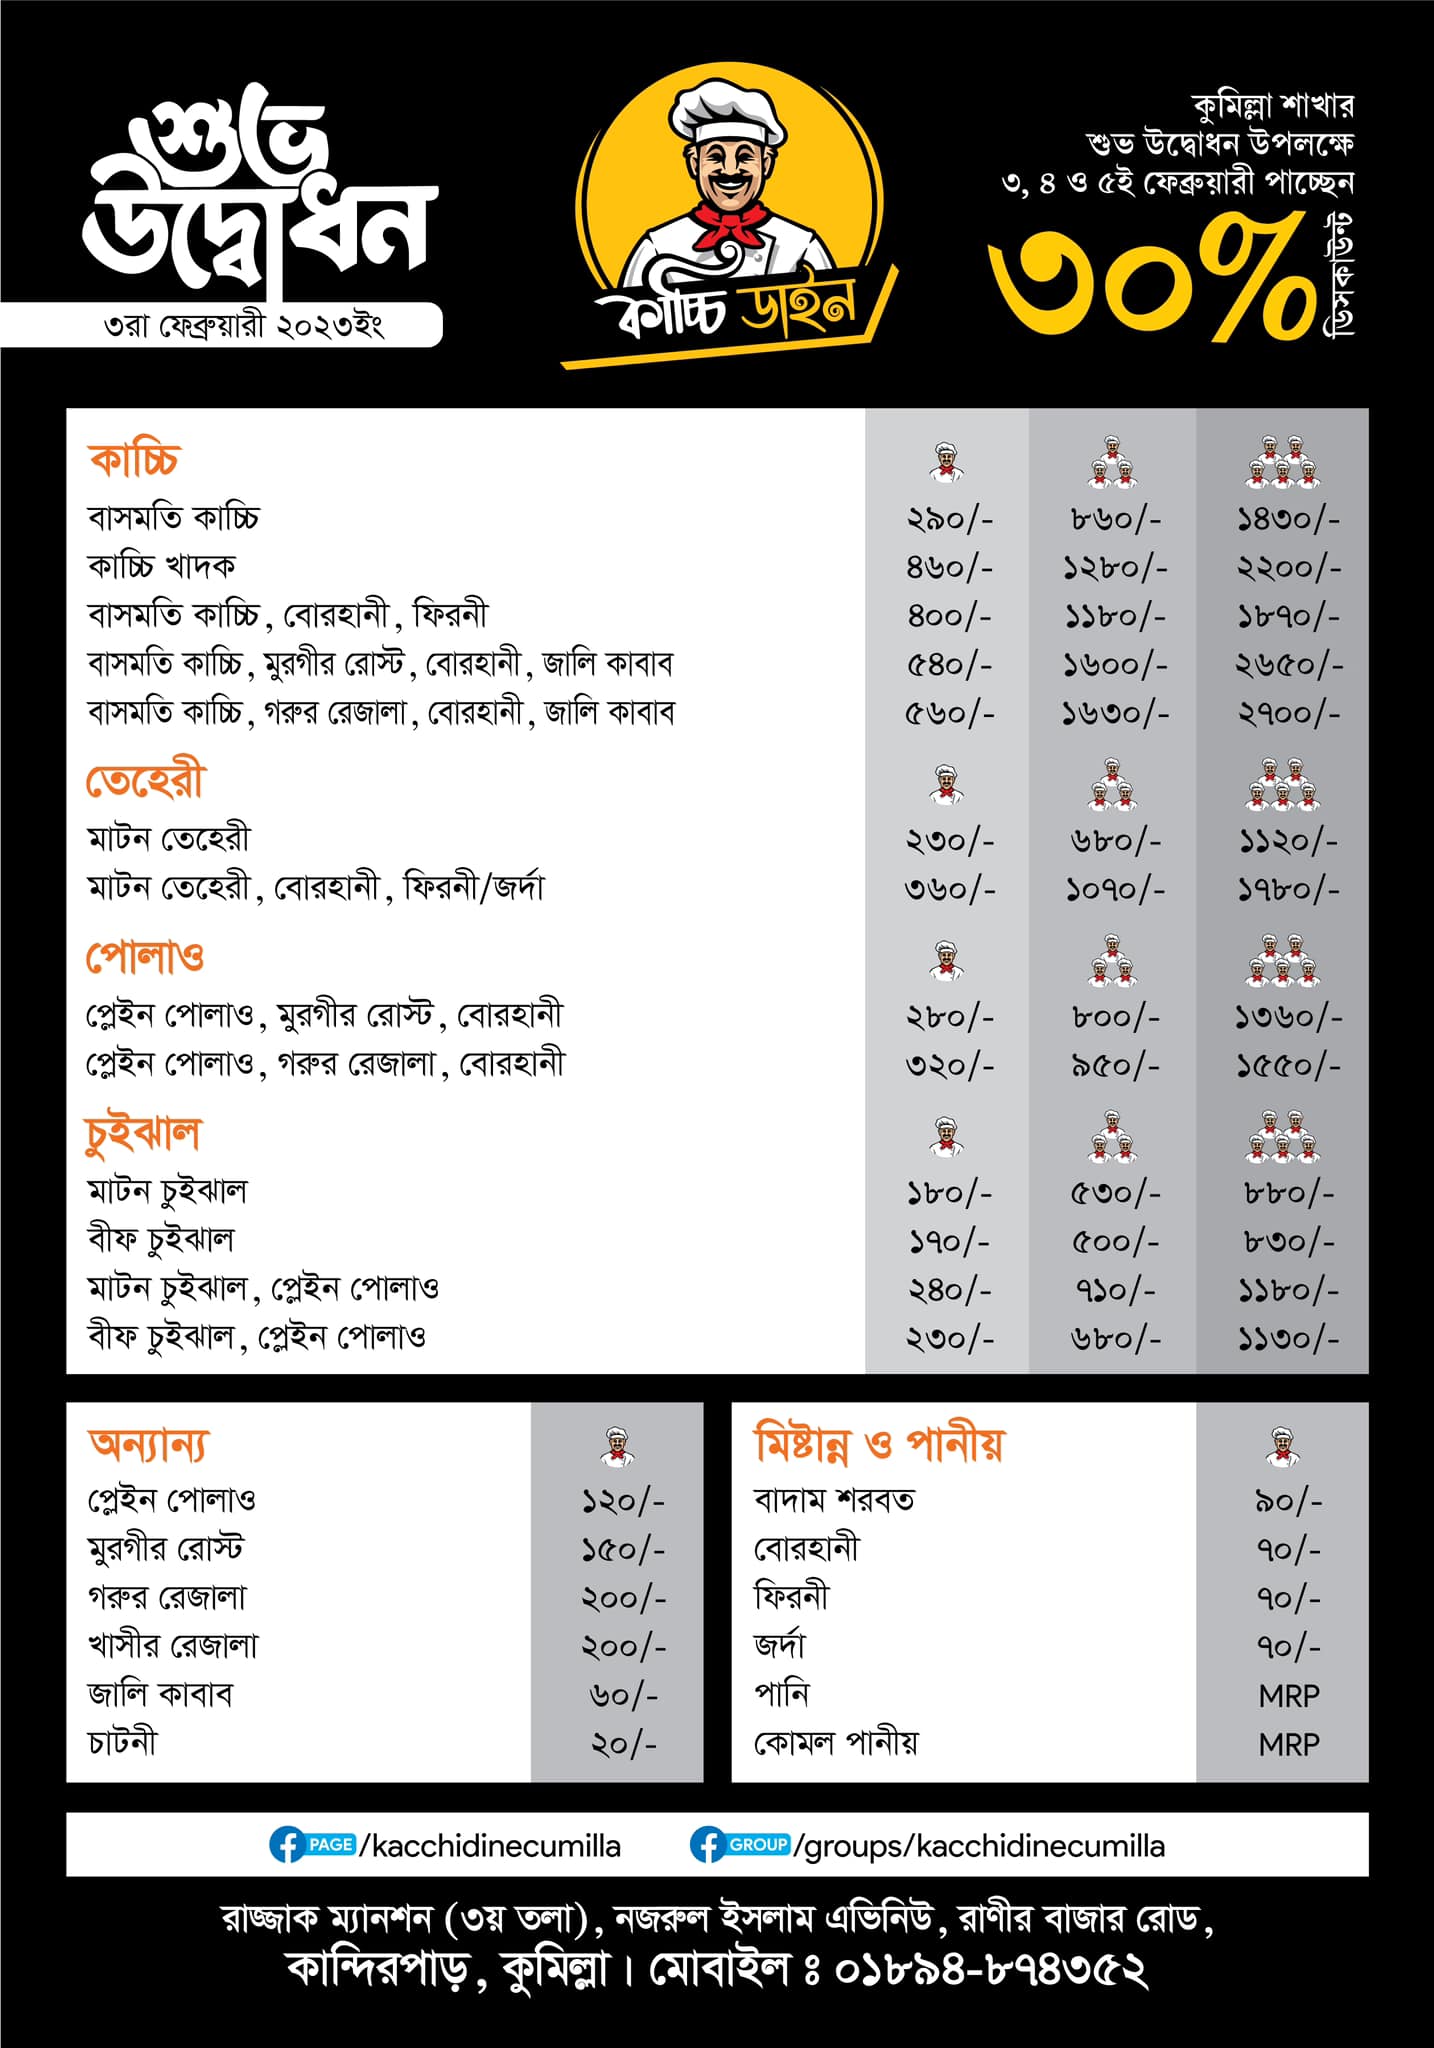 শুভ
উদ্বোধন
৩রা ফেব্রুয়ারী ২০২৩ইং
কাচ্চি ডাইন
কুমিল্লা শাখার
শুভ উদ্বোধন উপলক্ষে
৩, ৪ ও ৫ই ফেব্রুয়ারী পাচ্ছেন
৩০% ডিসকাউন্ট
কাচ্চি
বাসমতি কাচ্চি ২৯০/- ৮৬০/- ১৪৩০/-
কাচ্চি খাদক ৪৬০/- ১২৮০/- ২২০০/-
বাসমতি কাচ্চি, বোরহানী, ফিরনী ৪০০/- ১১৮০/- ১৮৭০/-
বাসমতি কাচ্চি, মুরগীর রোস্ট, বোরহানী, জালি কাবাব ৫৪০/- ১৬০০/- ২৬৫০/-
বাসমতি কাচ্চি, গরুর রেজালা, বোরহানী, জালি কাবাব ৫৬০/- ১৬৩০/- ২৭০০/-
তেহেরী
মাটন তেহেরী ২৩০/- ৬৮০/- ১১২০/-
মাটন তেহেরী, বোরহানী, ফিরনী/জর্দা ৩৬০/- ১০৭০/- ১৭৮০/-
পোলাও
প্লেইন পোলাও, মুরগীর রোস্ট, বোরহানী ২৮০/- ৮০০/- ১৩৬০/-
প্লেইন পোলাও, গরুর রেজালা, বোরহানী ৩২০/- ৯৫০/- ১৫৫০/-
চুইঝাল
মাটন চুইঝাল ১৮০/- ৫৩০/- ৮৮০/-
বীফ চুইঝাল ১৭০/- ৫০০/- ৮৩০/-
মাটন চুইঝাল, প্লেইন পোলাও ২৪০/- ৭১০/- ১১৮০/-
বীফ চুইঝাল, প্লেইন পোলাও ২৩০/- ৬৮০/- ১১৩০/-
অন্যান্য
প্লেইন পোলাও ১২০/-
মুরগীর রোস্ট ১৫০/-
গরুর রেজালা ২০০/-
খাসীর রেজালা ২০০/-
জালি কাবাব ৬০/-
চাটনী ২০/-
মিষ্টান্ন ও পানীয়
বাদাম শরবত ৯০/-
বোরহানী ৭০/-
ফিরনী ৭০/-
জর্দা ৭০/-
পানি MRP
কোমল পানীয় MRP
PAGE /kacchidinecumilla GROUP /groups/kacchidinecumilla
রাজ্জাক ম্যানশন (৩য় তলা), নজরুল ইসলাম এভিনিউ, রাণীর বাজার রোড,
কান্দিরপাড়, কুমিল্লা। মোবাইল ঃ ০১৮৯৪-৮৭৪৩৫২